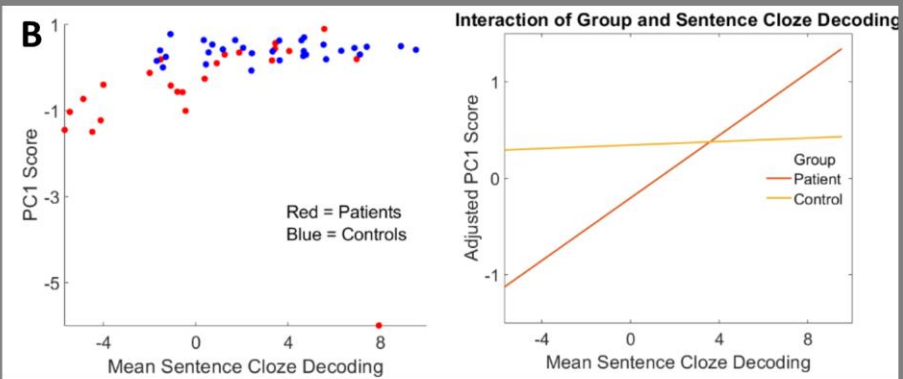 B
1
-1
-3
-5
PC1 Score
Red = Patients
Blue = Controls
-4
0
4
8
Mean Sentence Cloze Decoding
Interaction of Group and Sentence Cloze Decoding
1
0
-1
Adjusted PC1 Score
Group
Patient
Control
-4
0
4
8
Mean Sentence Cloze Decoding